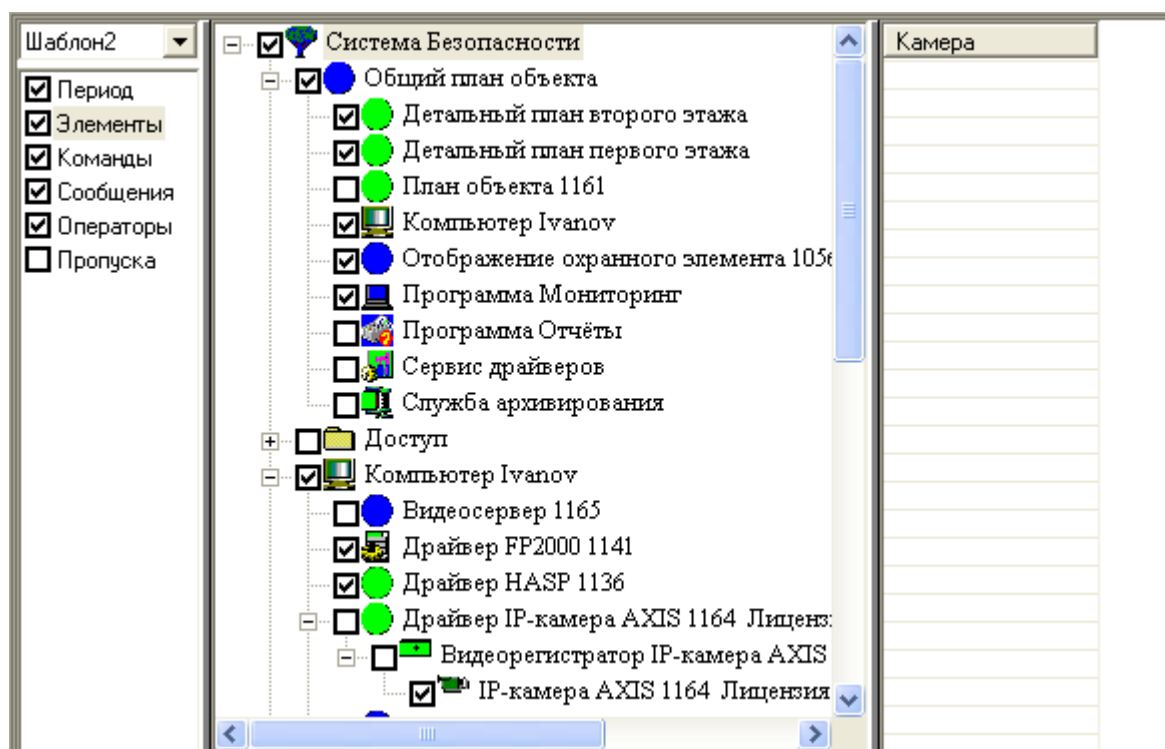 Шаблон2
Период
Элементы
Команды
Сообщения
Операторы
Пропуска
Система Безопасности
Общий план объекта
Детальный план второго этажа
Детальный план первого этажа
План объекта 1161
Компьютер Ivanov
Отображение охранного элемента 1056
Программа Мониторинг
Программа Отчёты
Сервис драйверов
Служба архивирования
Доступ
Компьютер Ivanov
Видеосервер 1165
Драйвер FP2000 1141
Драйвер HASP 1136
Драйвер IP-камера AXIS 1164 Лиценз
Видеорегистратор IP-камера AXIS
IP-камера AXIS 1164 Лицензия
Камера